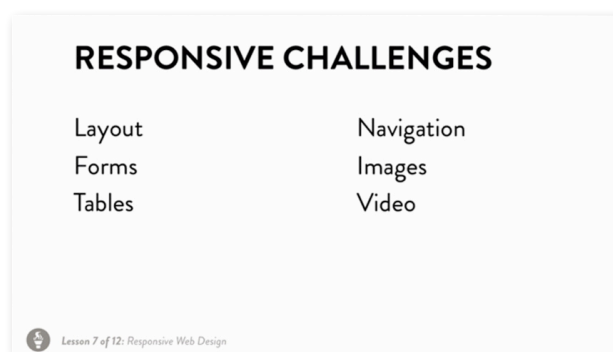 RESPONSIVE CHALLENGES
Layout
Forms
Tables
Navigation
Images
Video
Lesson 7 of 12: Responsive Web Design